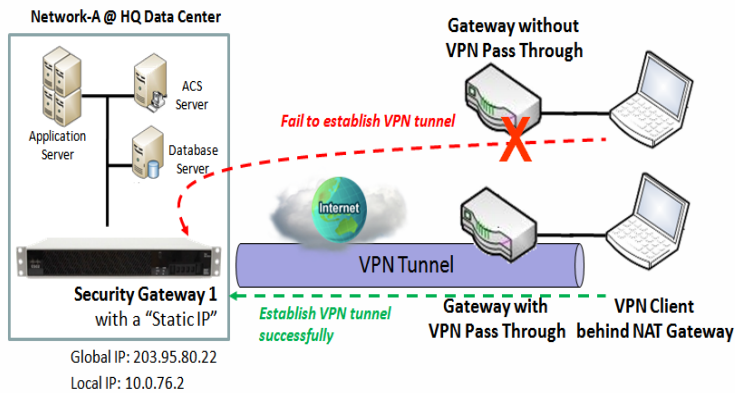 Network-A @ HQ Data Center
ACS
Server
Application
Server
Database
Server
Security Gateway 1
with a “Static IP”
Global IP: 203.95.80.22
Local IP: 10.0.76.2
Gateway without
VPN Pass Through
Fail to establish VPN tunnel
Internet
VPN Tunnel
Establish VPN tunnel
successfully
Gateway with
VPN Pass Through
VPN Client
behind NAT Gateway